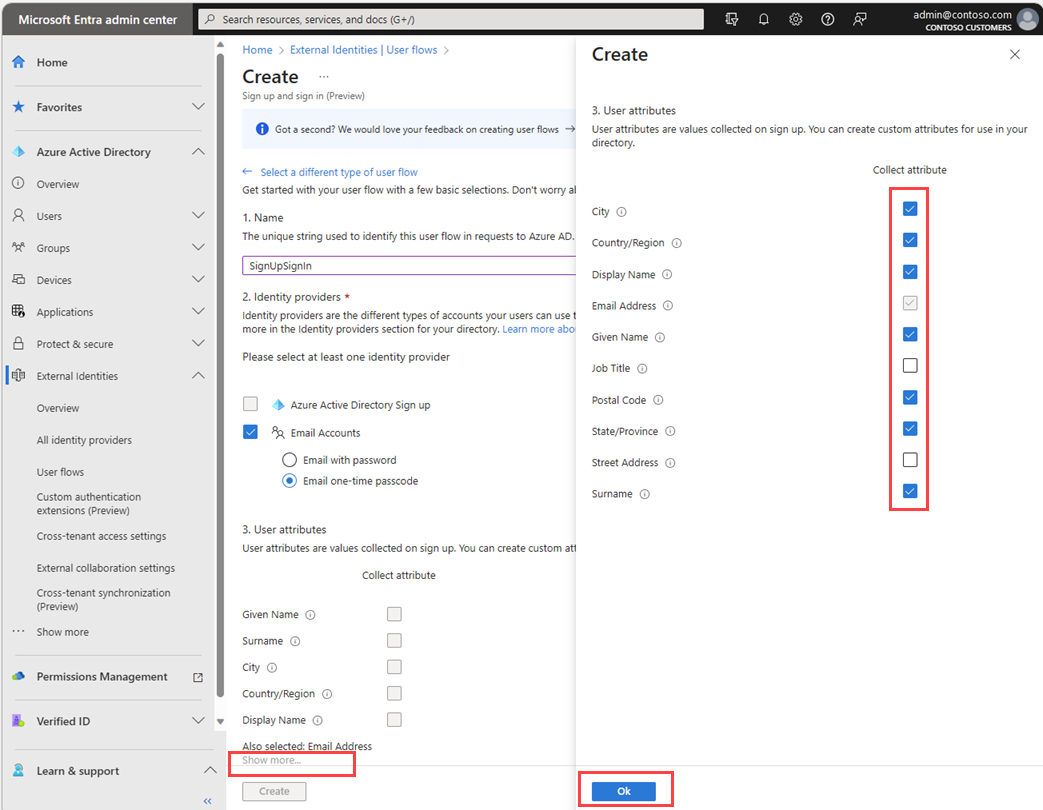 Microsoft Entra admin center
Search resources, services, and docs (G+/)
admin@contoso.com
CONTOSO CUSTOMERS
Home
Favorites
Azure Active Directory
Overview
Users
Groups
Devices
Applications
Protect & secure
External Identities
Overview
All identity providers
User flows
Custom authentication
extensions (Preview)
Cross-tenant access settings
External collaboration settings
Cross-tenant synchronization
(Preview)
Show more
Permissions Management
Verified ID
Learn & support
Home > External Identities | User flows >
Create ...
Sign up and sign in (Preview)
Got a second? We would love your feedback on creating user flows →
← Select a different type of user flow
Get started with your user flow with a few basic selections. Don't worry
1. Name
The unique string used to identify this user flow in requests to Azure AD.
SignUpSignIn
2. Identity providers *
Identity providers are the different types of accounts your users can use
more in the Identity providers section for your directory. Learn more
Please select at least one identity provider
Azure Active Directory Sign up
Email Accounts
Email with password
Email one-time passcode
3. User attributes
User attributes are values collected on sign up. You can create custom
Collect attribute
Given Name
Surname
City
Country/Region
Display Name
Also selected: Email Address
Show more...
Create
Create
3. User attributes
User attributes are values collected on sign up. You can create custom attributes for use in your
directory.
Collect attribute
City
Country/Region
Display Name
Email Address
Given Name
Job Title
Postal Code
State/Province
Street Address
Surname
Ok